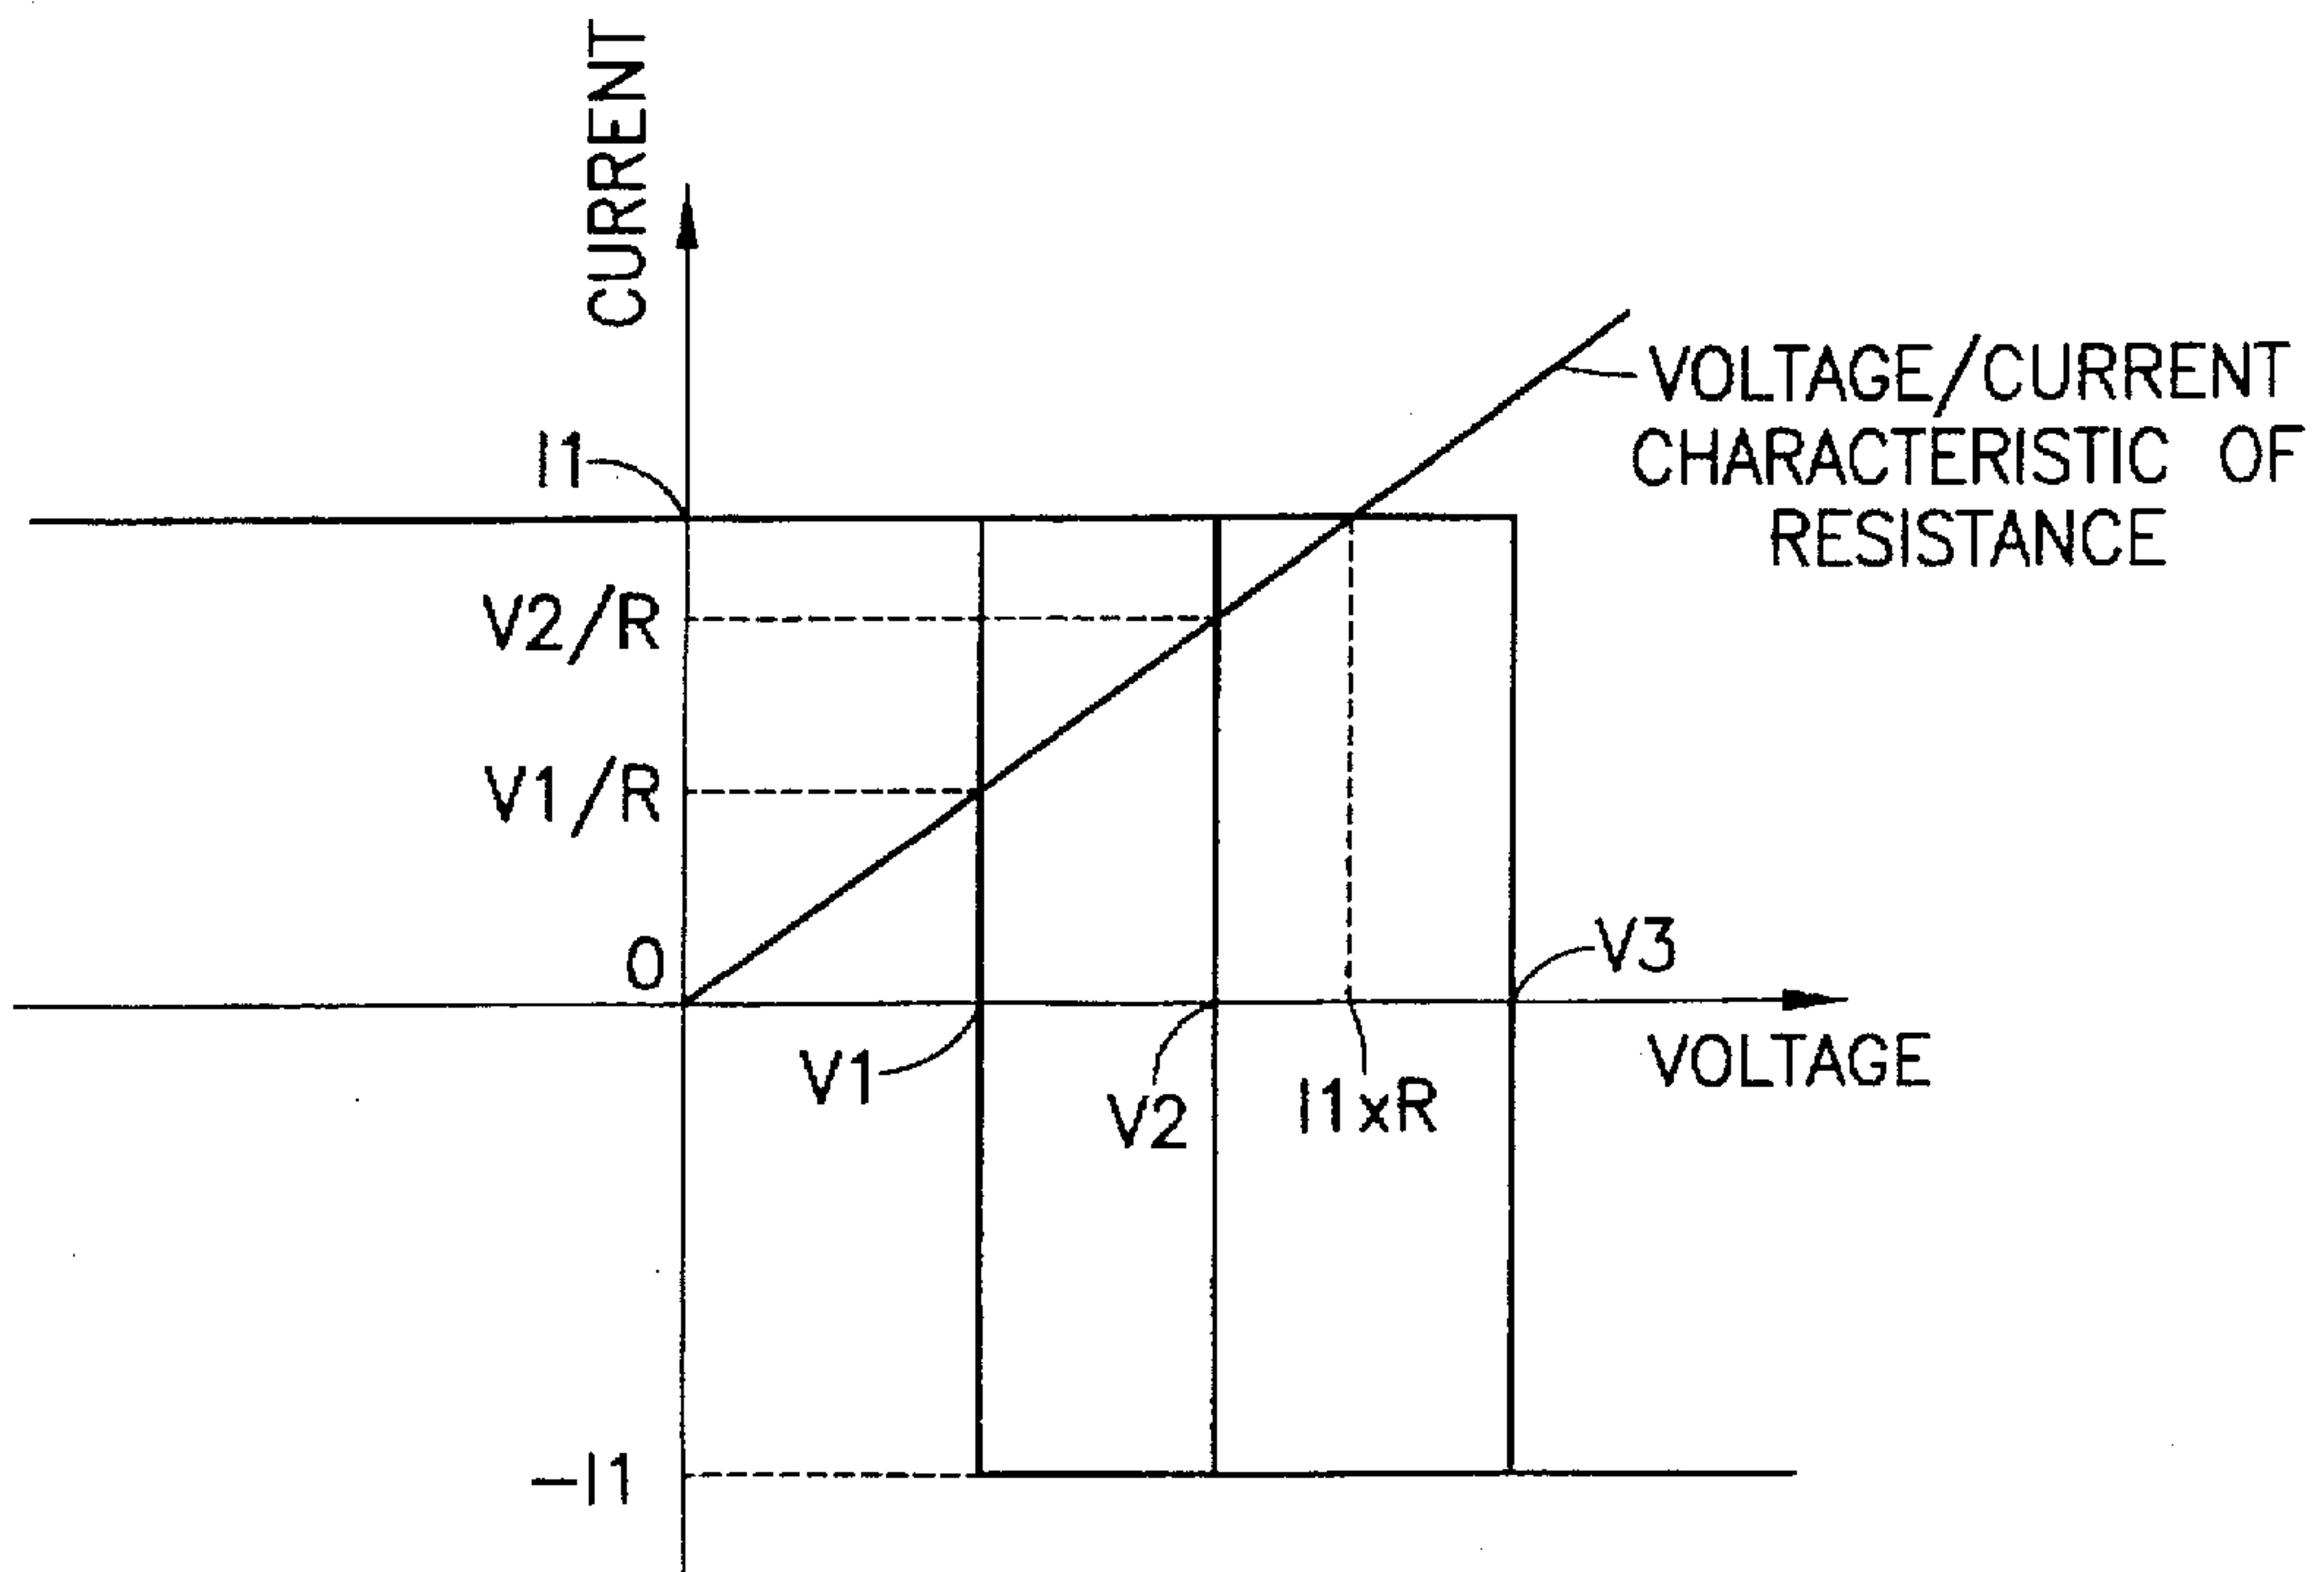 CURRENT
VOLTAGE/CURRENT
CHARACTERISTIC OF
RESISTANCE
I1
V2/R
V1/R
0
V3
V1
V2
I1xR
VOLTAGE
-I1